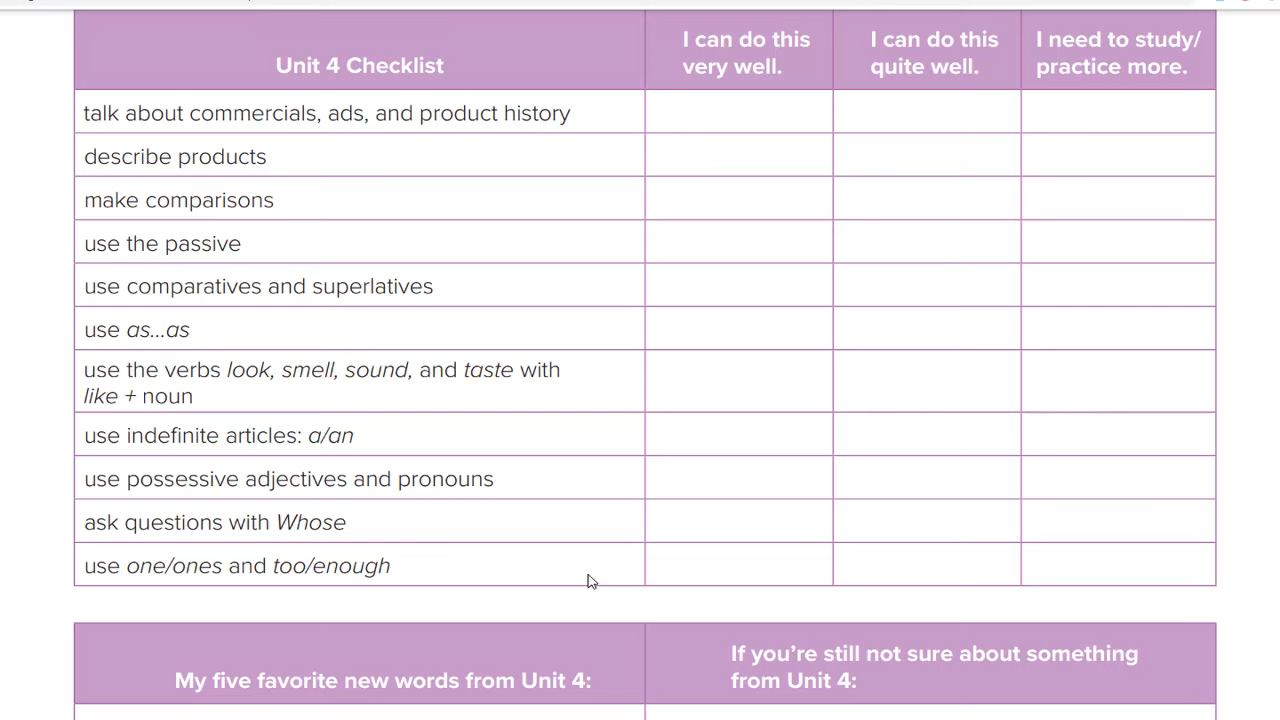 Unit 4 Checklist
I can do this
very well.
I can do this
quite well.
I need to study/
practice more.
talk about commercials, ads, and product history
describe products
make comparisons
use the passive
use comparatives and superlatives
use as...as
use the verbs look, smell, sound, and taste with
like + noun
use indefinite articles: a/an
use possessive adjectives and pronouns
ask questions with Whose
use one/ones and too/enough
My five favorite new words from Unit 4:
If you’re still not sure about something
from Unit 4: